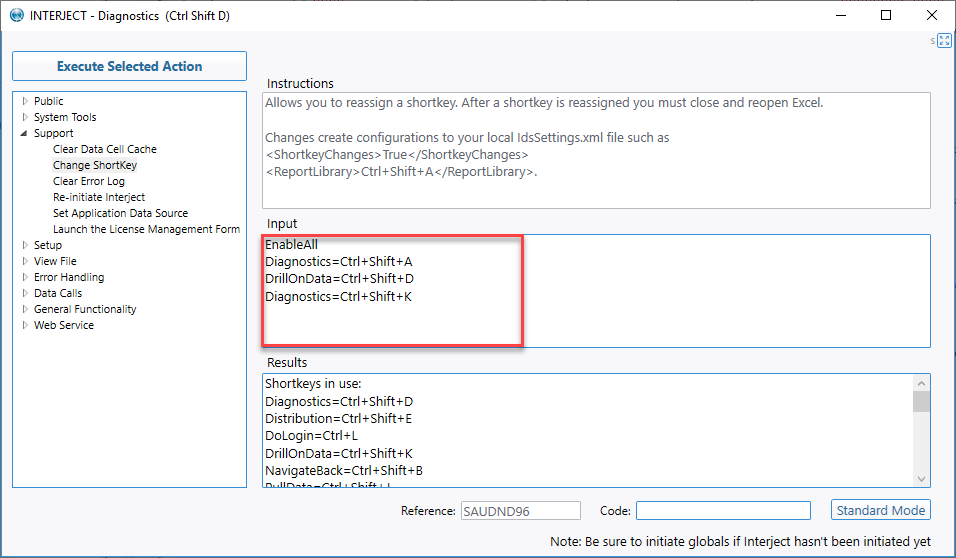 INTERJECT - Diagnostics (Ctrl Shift D)
s
Execute Selected Action
Public
System Tools
Support
Clear Data Cell Cache
Change ShortKey
Clear Error Log
Re-initiate Interject
Set Application Data Source
Launch the License Management Form
Setup
View File
Error Handling
Data Calls
General Functionality
Web Service
Instructions
Allows you to reassign a shortkey. After a shortkey is reassigned you must close and reopen Excel.
Changes create configurations to your local IdsSettings.xml file such as
<ShortkeyChanges>True</ShortkeyChanges>
<ReportLibrary>Ctrl+Shift+A</ReportLibrary>.
Input
EnableAll
Diagnostics=Ctrl+Shift+A
DrillOnData=Ctrl+Shift+D
Diagnostics=Ctrl+Shift+K
Results
Shortkeys in use:
Diagnostics=Ctrl+Shift+D
Distribution=Ctrl+Shift+E
DoLogin=Ctrl+L
DrillOnData=Ctrl+Shift+K
NavigateBack=Ctrl+Shift+B
Reference: SAUDND96 Code: Standard Mode
Note: Be sure to initiate globals if Interject hasn't been initiated yet